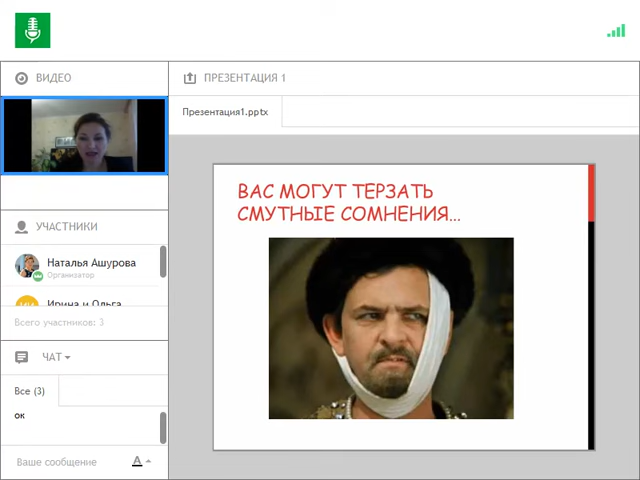 ВИДЕО
ПРЕЗЕНТАЦИЯ 1
Презентация1.pptx
ВАС МОГУТ ТЕРЗАТЬ
СМУТНЫЕ СОМНЕНИЯ...
УЧАСТНИКИ
Наталья Ашурова
Организатор
Ирина и Ольга
Всего участников: 3
ЧАТ
Все (3)
ок
Ваше сообщение
A